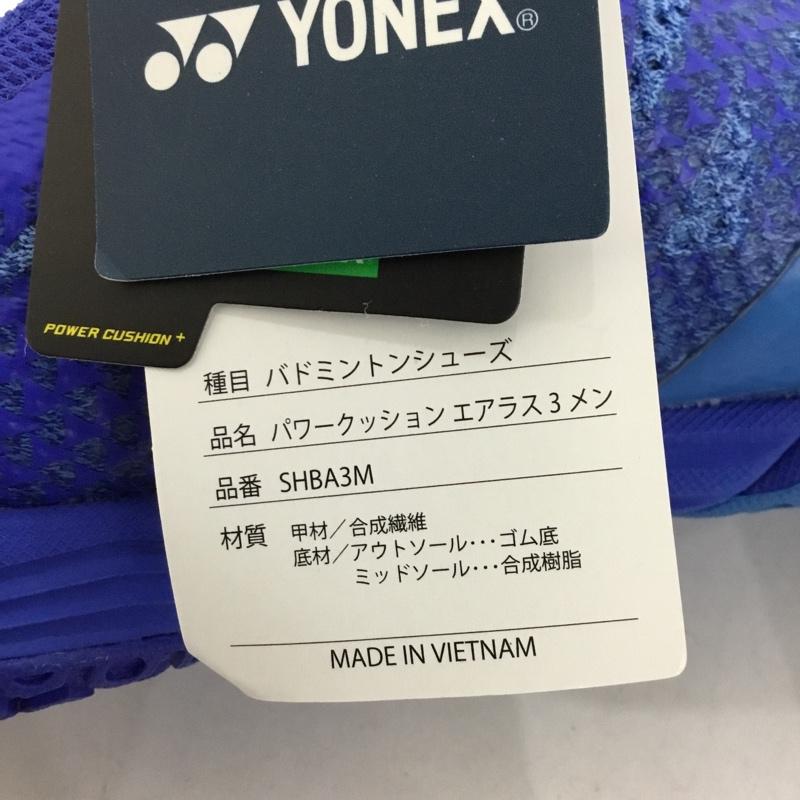 YONEX®
POWER CUSHION +
種目 バドミントンシューズ
品名 パワークッション エアラス 3 メン
品番 SHBA3M
材質 甲材／合成繊維
底材／アウトソール･･･ゴム底
ミッドソール･･･合成樹脂
MADE IN VIETNAM